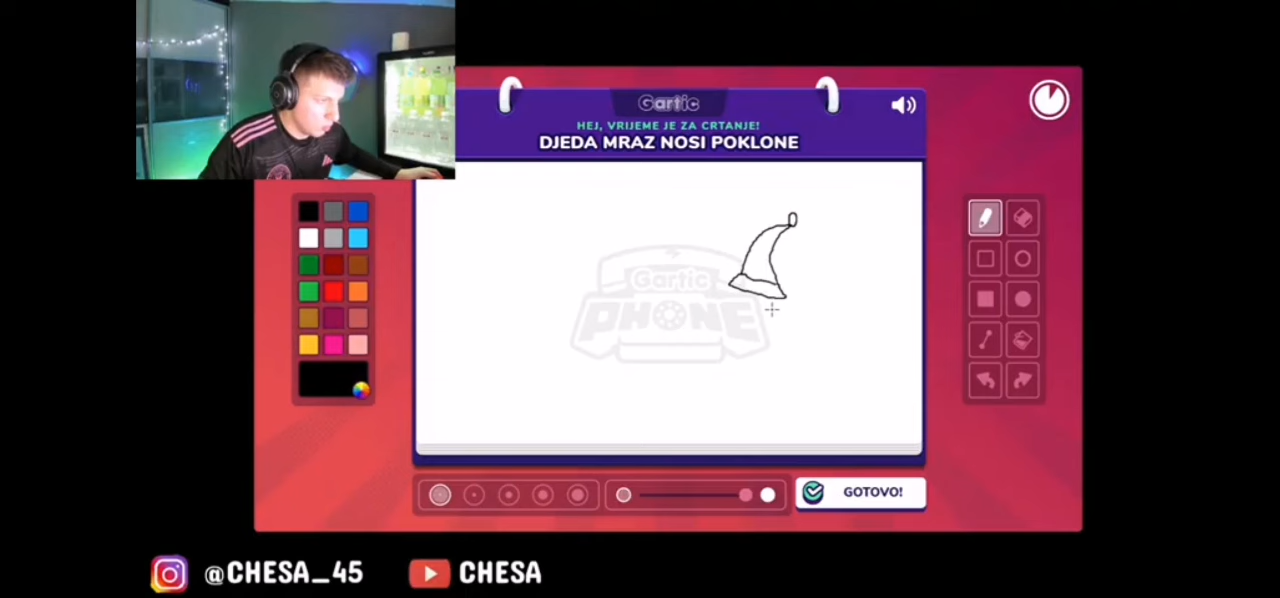 Gartic
HEJ, VRIJEME JE ZA CRTANJE!
DJEDA MRAZ NOSI POKLONE
Gartic
PHONE
GOTOVO!
@CHESA_45
CHESA